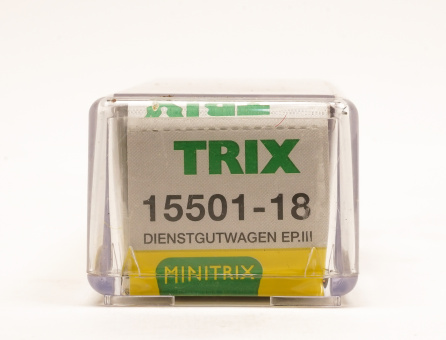 TRIX
15501-18
DIENSTGUTWAGEN EP.III
MINITRIX